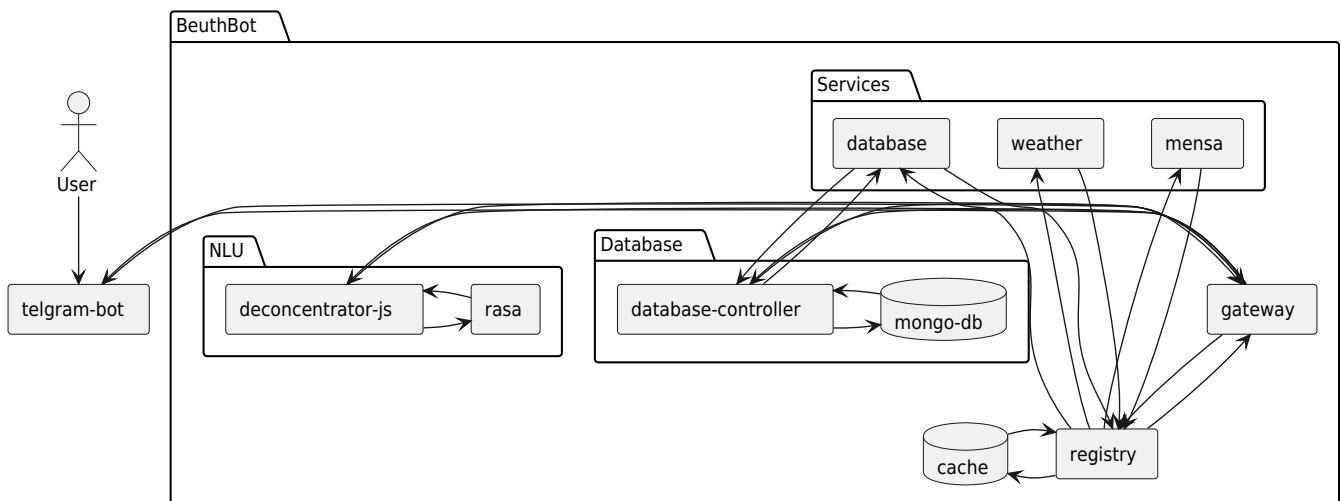 BeuthBot
Services
database
weather
mensa
User
NLU
Database
telgram-bot
deconcentrator-js
rasa
database-controller
mongo-db
gateway
cache
registry